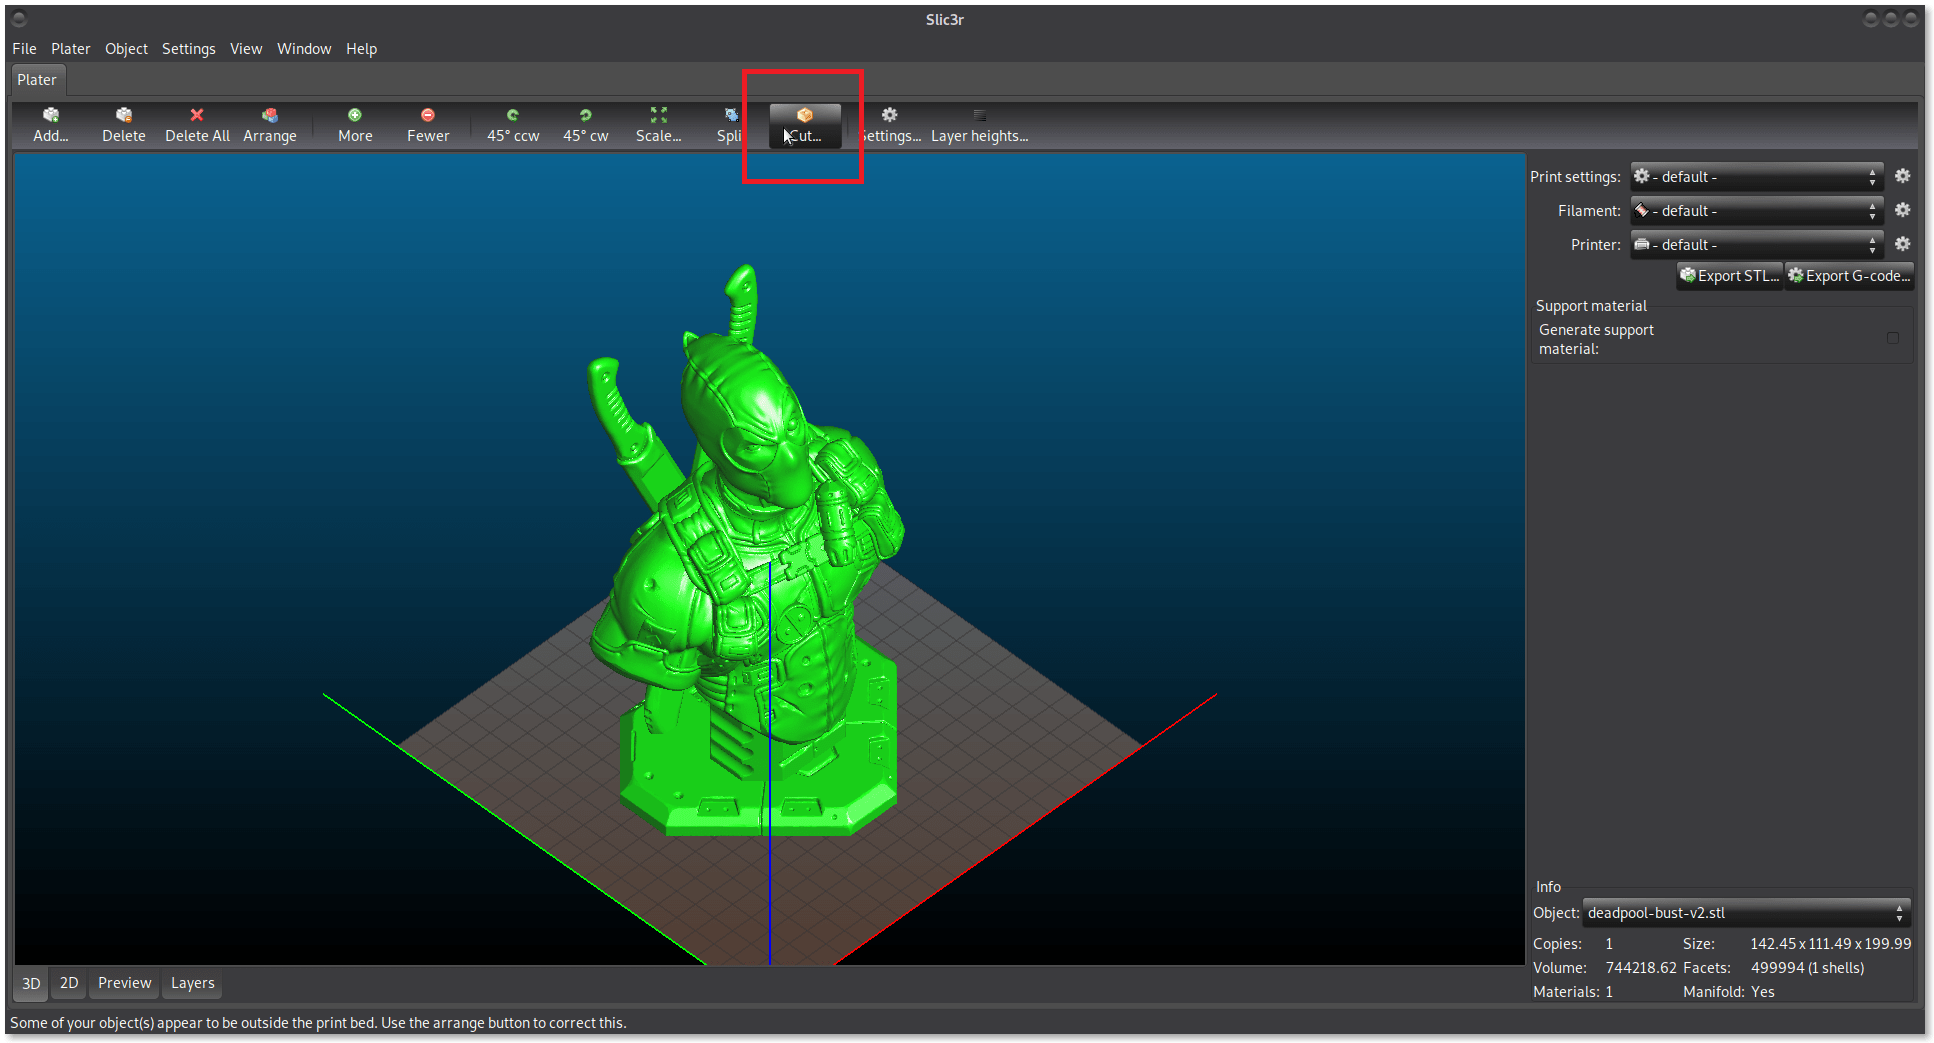 Slic3r
File Plater Object Settings View Window Help
Plater
Add... Delete Delete All Arrange More Fewer 45° ccw 45° cw Scale... Spli Cut... Settings... Layer heights...
Print settings: - default -
Filament: - default -
Printer: - default -
Export STL... Export G-code...
Support material
Generate support
material:
Info
Object: deadpool-bust-v2.stl
Copies: 1 Size: 142.45 x 111.49 x 199.99
Volume: 744218.62 Facets: 499994 (1 shells)
Materials: 1 Manifold: Yes
3D 2D Preview Layers
Some of your object(s) appear to be outside the print bed. Use the arrange button to correct this.